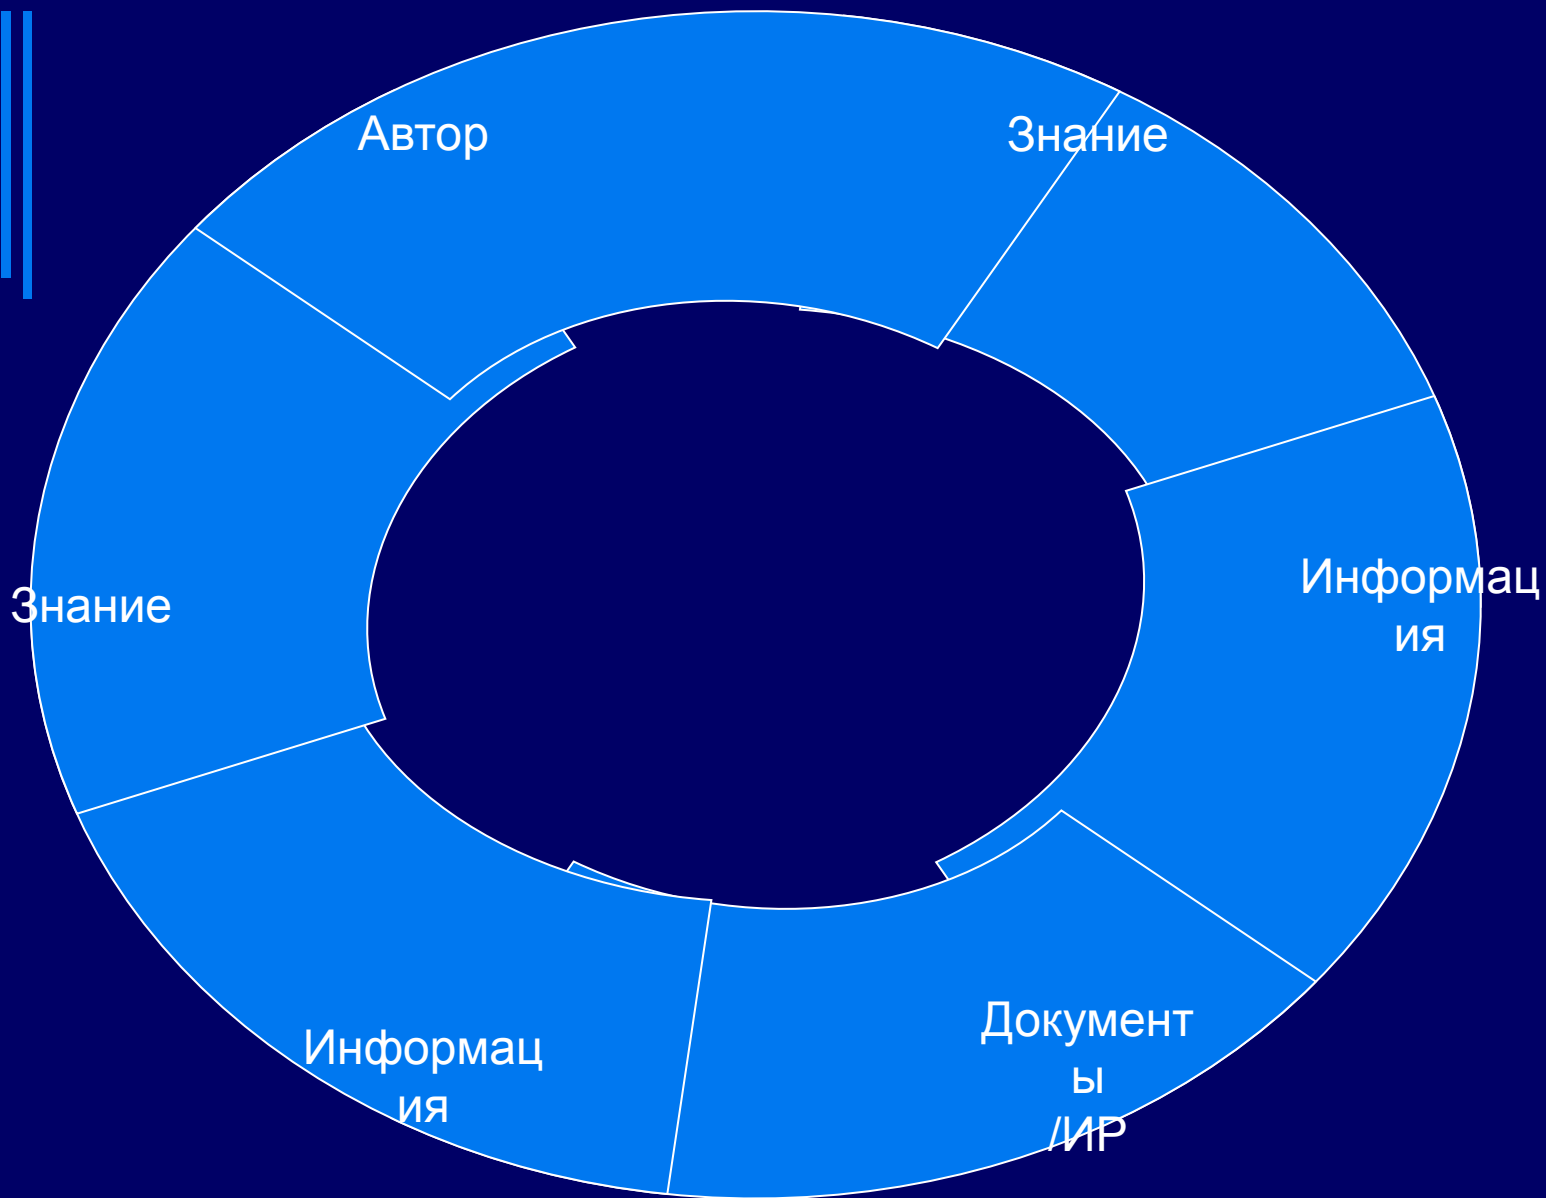 Автор
Знание
Информац
ия
Знание
Документ
ы
/ИР
Информац
ия